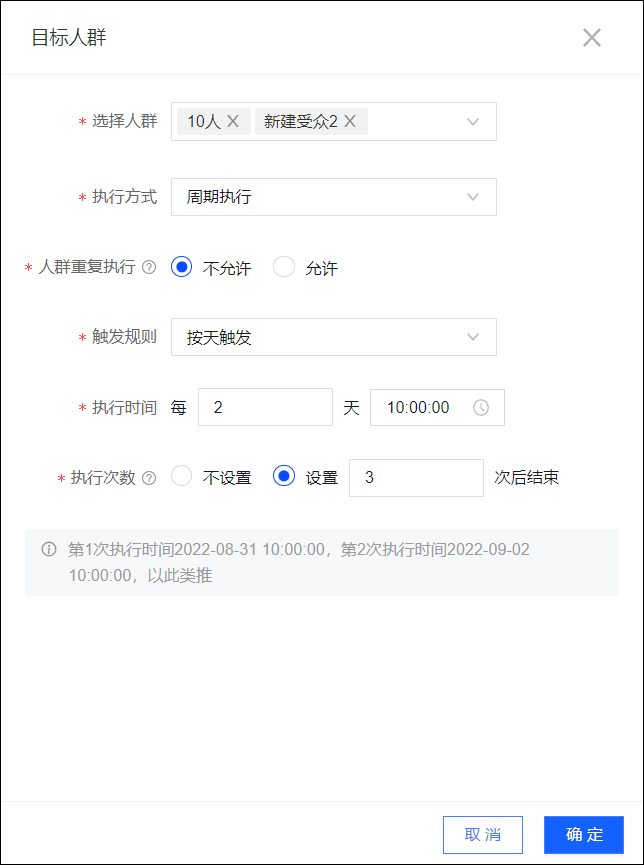 目标人群
* 选择人群 10人 新建受众2
* 执行方式 周期执行
* 人群重复执行 不允许 允许
* 触发规则 按天触发
* 执行时间 每 2 天 10:00:00
* 执行次数 不设置 设置 3 次后结束
第1次执行时间2022-08-31 10:00:00，第2次执行时间2022-09-02
10:00:00，以此类推
取消 确定